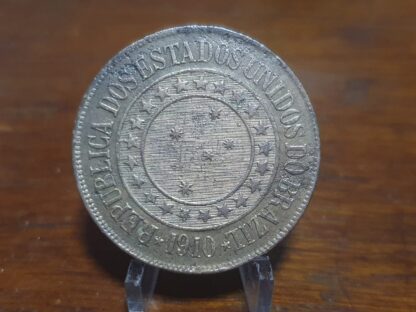 REPUBLICA DOS ESTADOS UNIDOS DO BRAZIL
★ 1910 ★